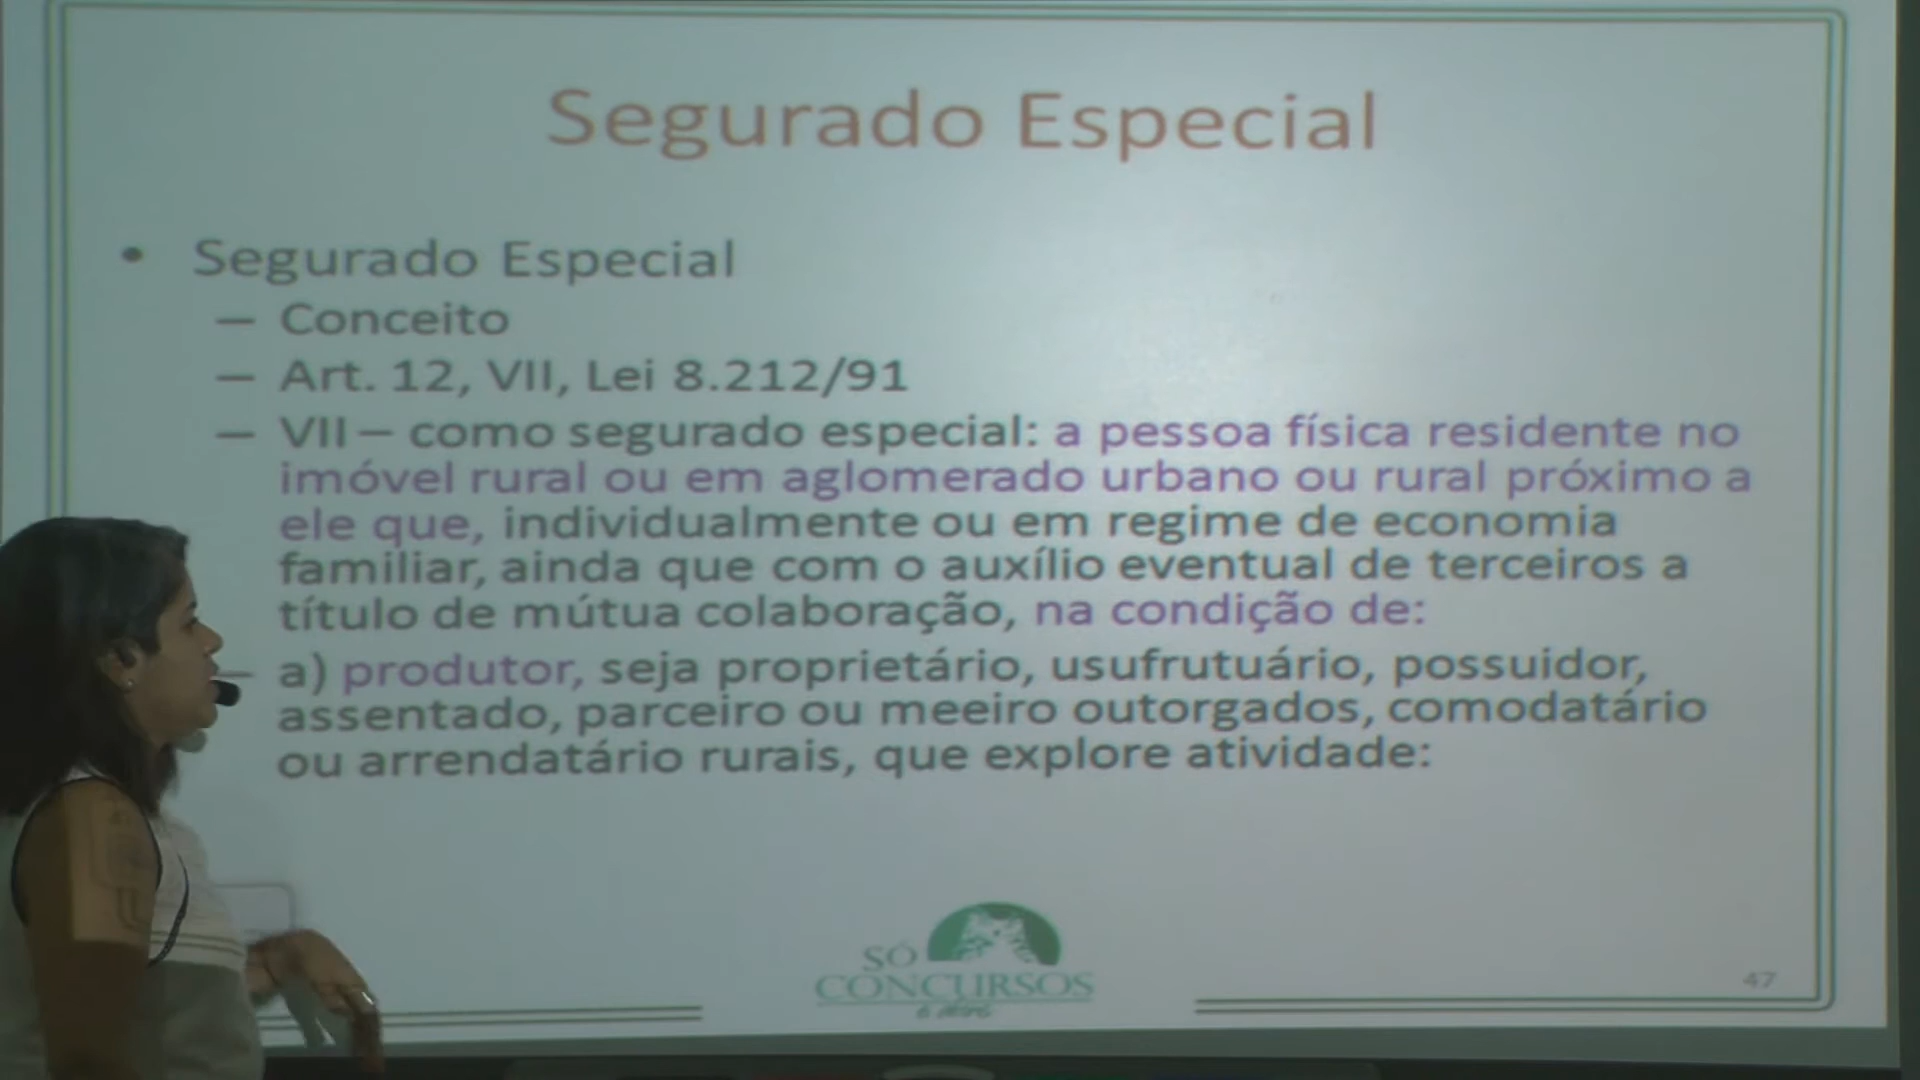 Segurado Especial
• Segurado Especial
– Conceito
– Art. 12, VII, Lei 8.212/91
– VII – como segurado especial: a pessoa física residente no
imóvel rural ou em aglomerado urbano ou rural próximo a
ele que, individualmente ou em regime de economia
familiar, ainda que com o auxílio eventual de terceiros a
título de mútua colaboração, na condição de:
– a) produtor, seja proprietário, usufrutuário, possuidor,
assentado, parceiro ou meeiro outorgados, comodatário
ou arrendatário rurais, que explore atividade:
SÓ
CONCURSOS
47